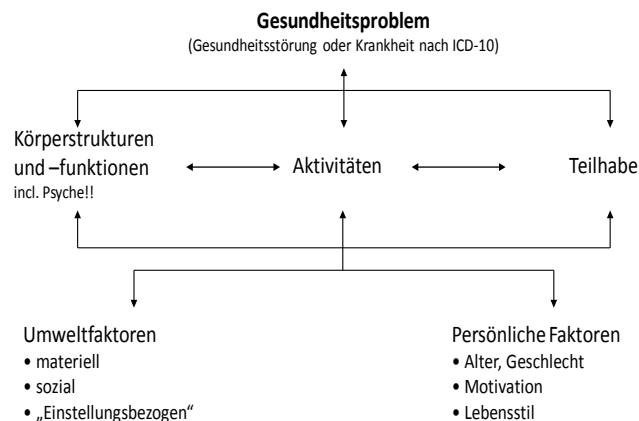 Gesundheitsproblem
(Gesundheitsstörung oder Krankheit nach ICD-10)
Körperstrukturen
und –funktionen
incl. Psyche!!
Aktivitäten
Teilhabe
Umweltfaktoren
• materiell
• sozial
• „Einstellungsbezogen“
Persönliche Faktoren
• Alter, Geschlecht
• Motivation
• Lebensstil